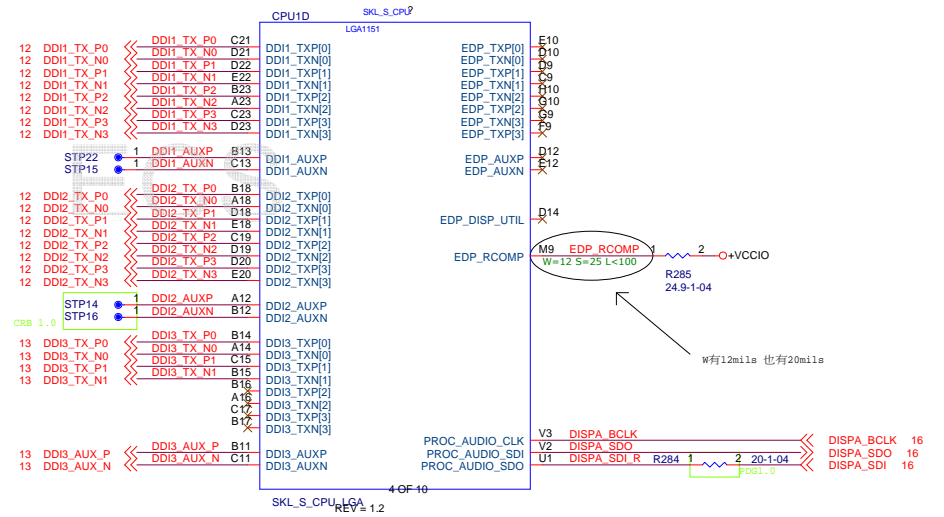 CPU1D SKL_S_CPU ?
LGA1151
12 DDI1_TX_P0 DDI1_TX_P0 C21 DDI1_TXP[0] EDP_TXP[0] E10
12 DDI1_TX_N0 DDI1_TX_N0 D21 DDI1_TXN[0] EDP_TXN[0] D10
12 DDI1_TX_P1 DDI1_TX_P1 D22 DDI1_TXP[1] EDP_TXP[1] D9
12 DDI1_TX_N1 DDI1_TX_N1 E22 DDI1_TXN[1] EDP_TXN[1] C9
12 DDI1_TX_P2 DDI1_TX_P2 B23 DDI1_TXP[2] EDP_TXP[2] H10
12 DDI1_TX_N2 DDI1_TX_N2 A23 DDI1_TXN[2] EDP_TXN[2] G10
12 DDI1_TX_P3 DDI1_TX_P3 C23 DDI1_TXP[3] EDP_TXP[3] G9
12 DDI1_TX_N3 DDI1_TX_N3 D23 DDI1_TXN[3] EDP_TXN[3] F9
STP22 1 DDI1_AUXP B13 DDI1_AUXP EDP_AUXP D12
STP15 1 DDI1_AUXN C13 DDI1_AUXN EDP_AUXN E12
ECS
12 DDI2_TX_P0 DDI2_TX_P0 B18 DDI2_TXP[0]
12 DDI2_TX_N0 DDI2_TX_N0 A18 DDI2_TXN[0]
12 DDI2_TX_P1 DDI2_TX_P1 D18 DDI2_TXP[1] EDP_DISP_UTIL D14
12 DDI2_TX_N1 DDI2_TX_N1 E18 DDI2_TXN[1]
12 DDI2_TX_P2 DDI2_TX_P2 C19 DDI2_TXP[2]
12 DDI2_TX_N2 DDI2_TX_N2 D19 DDI2_TXN[2] EDP_RCOMP M9 EDP_RCOMP 1 2 +VCCIO
12 DDI2_TX_P3 DDI2_TX_P3 D20 DDI2_TXP[3] W=12 S=25 L<100
12 DDI2_TX_N3 DDI2_TX_N3 E20 DDI2_TXN[3] R285
24.9-1-04
STP14 1 DDI2_AUXP A12 DDI2_AUXP
STP16 1 DDI2_AUXN B12 DDI2_AUXN
CRB 1.0
13 DDI3_TX_P0 DDI3_TX_P0 B14 DDI3_TXP[0]
13 DDI3_TX_N0 DDI3_TX_N0 A14 DDI3_TXN[0]
13 DDI3_TX_P1 DDI3_TX_P1 C15 DDI3_TXP[1] W有12mils 也有20mils
13 DDI3_TX_N1 DDI3_TX_N1 B15 DDI3_TXN[1]
B16 DDI3_TXP[2]
A16 DDI3_TXN[2]
C17 DDI3_TXP[3]
B17 DDI3_TXN[3]
PROC_AUDIO_CLK V3 DISPA_BCLK DISPA_BCLK 16
13 DDI3_AUX_P DDI3_AUX_P B11 DDI3_AUXP PROC_AUDIO_SDI V2 DISPA_SDO DISPA_SDO 16
13 DDI3_AUX_N DDI3_AUX_N C11 DDI3_AUXN PROC_AUDIO_SDO U1 DISPA_SDI_R R284 1 2 20-1-04 DISPA_SDI 16
PDG1.0
4 OF 10
SKL_S_CPU_LGA
REV = 1.2